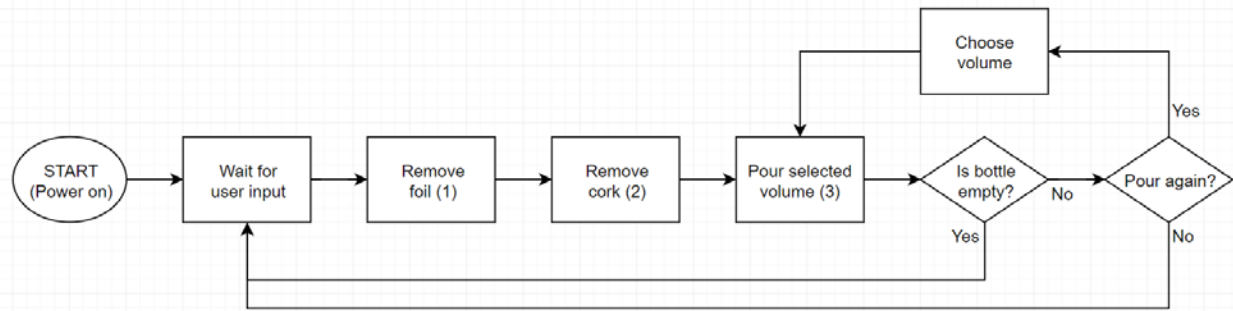 Choose
volume
Yes
START
(Power on)
Wait for
user input
Remove
foil (1)
Remove
cork (2)
Pour selected
volume (3)
Is bottle
empty?
No
Pour again?
Yes
No